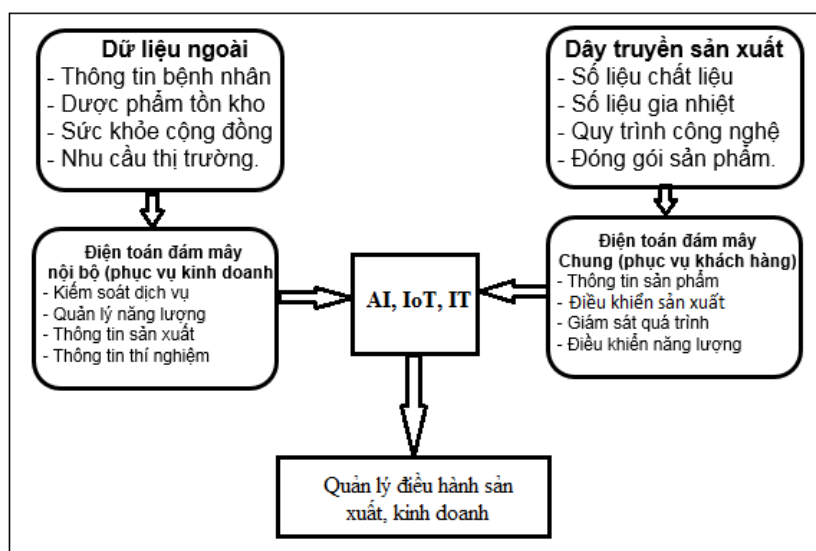 Dữ liệu ngoài
- Thông tin bệnh nhân
- Dược phẩm tồn kho
- Sức khỏe cộng đồng
- Nhu cầu thị trường.
Dây truyền sản xuất
- Số liệu chất liệu
- Số liệu gia nhiệt
- Quy trình công nghệ
- Đóng gói sản phẩm.
Điện toán đám mây
nội bộ (phục vụ kinh doanh
- Kiểm soát dịch vụ
- Quản lý năng lượng
- Thông tin sản xuất
- Thông tin thí nghiệm
AI, IoT, IT
Điện toán đám mây
Chung (phục vụ khách hàng)
- Thông tin sản phẩm
- Điều khiển sản xuất
- Giám sát quá trình
- Điều khiển năng lượng
Quản lý điều hành sản
xuất, kinh doanh